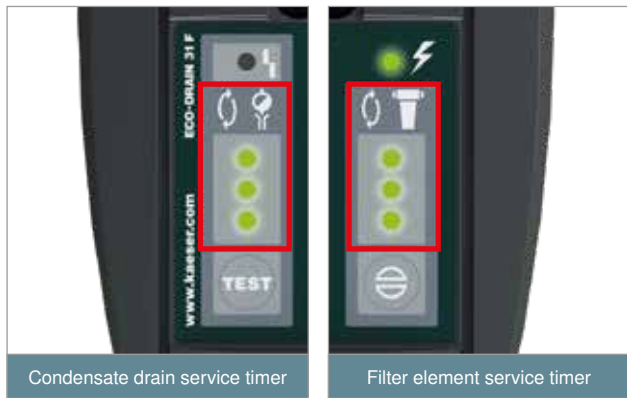 ECO-DRAIN 31 F
www.kaeser.com
TEST
Condensate drain service timer
Filter element service timer